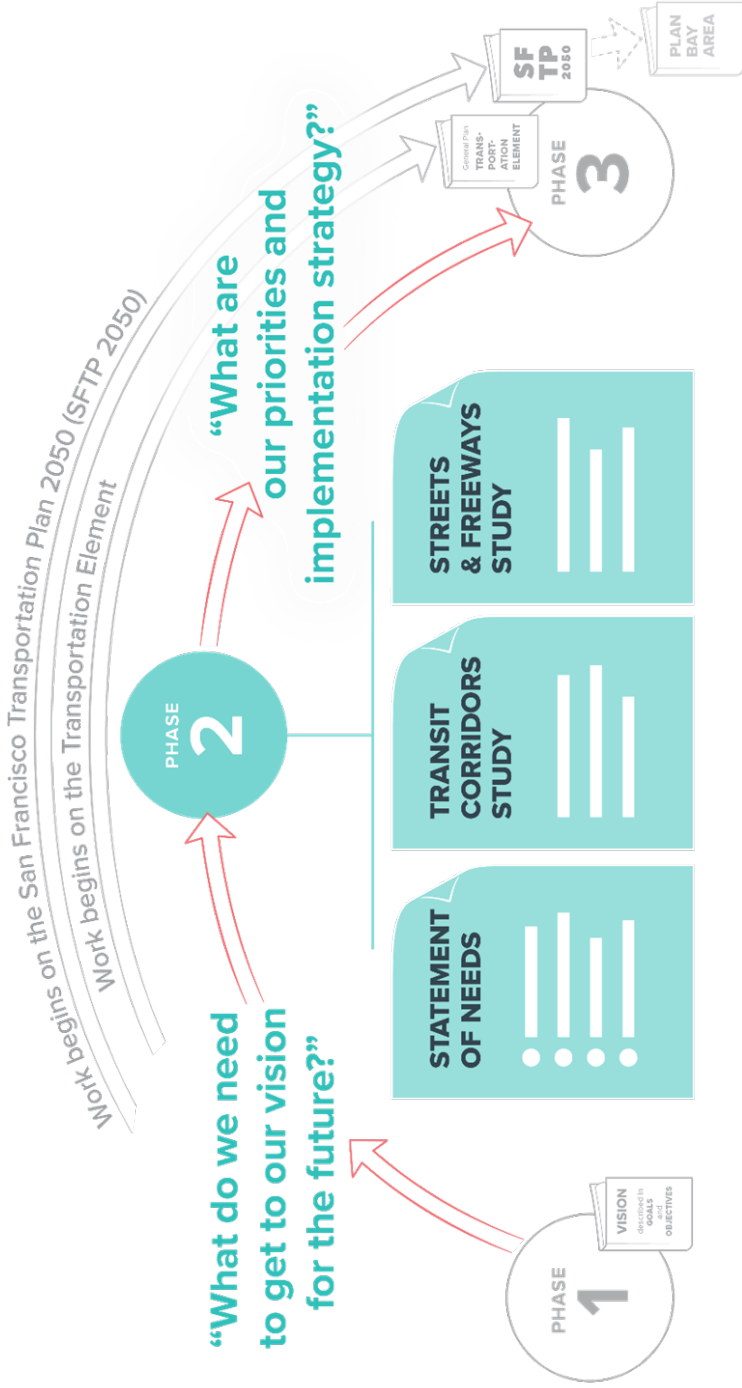 Work begins on the San Francisco Transportation Plan 2050 (SFTP 2050)
Work begins on the Transportation Element
“What do we need
to get to our vision
for the future?”
PHASE
2
“What are
our priorities and
implementation strategy?”
PHASE
1
VISION
described in
GOALS
and
OBJECTIVES
STATEMENT
OF NEEDS
TRANSIT
CORRIDORS
STUDY
STREETS
& FREEWAYS
STUDY
General Plan
TRANS-
PORT-
ATION
ELEMENT
SF
TP
2050
PHASE
3
PLAN
BAY
AREA